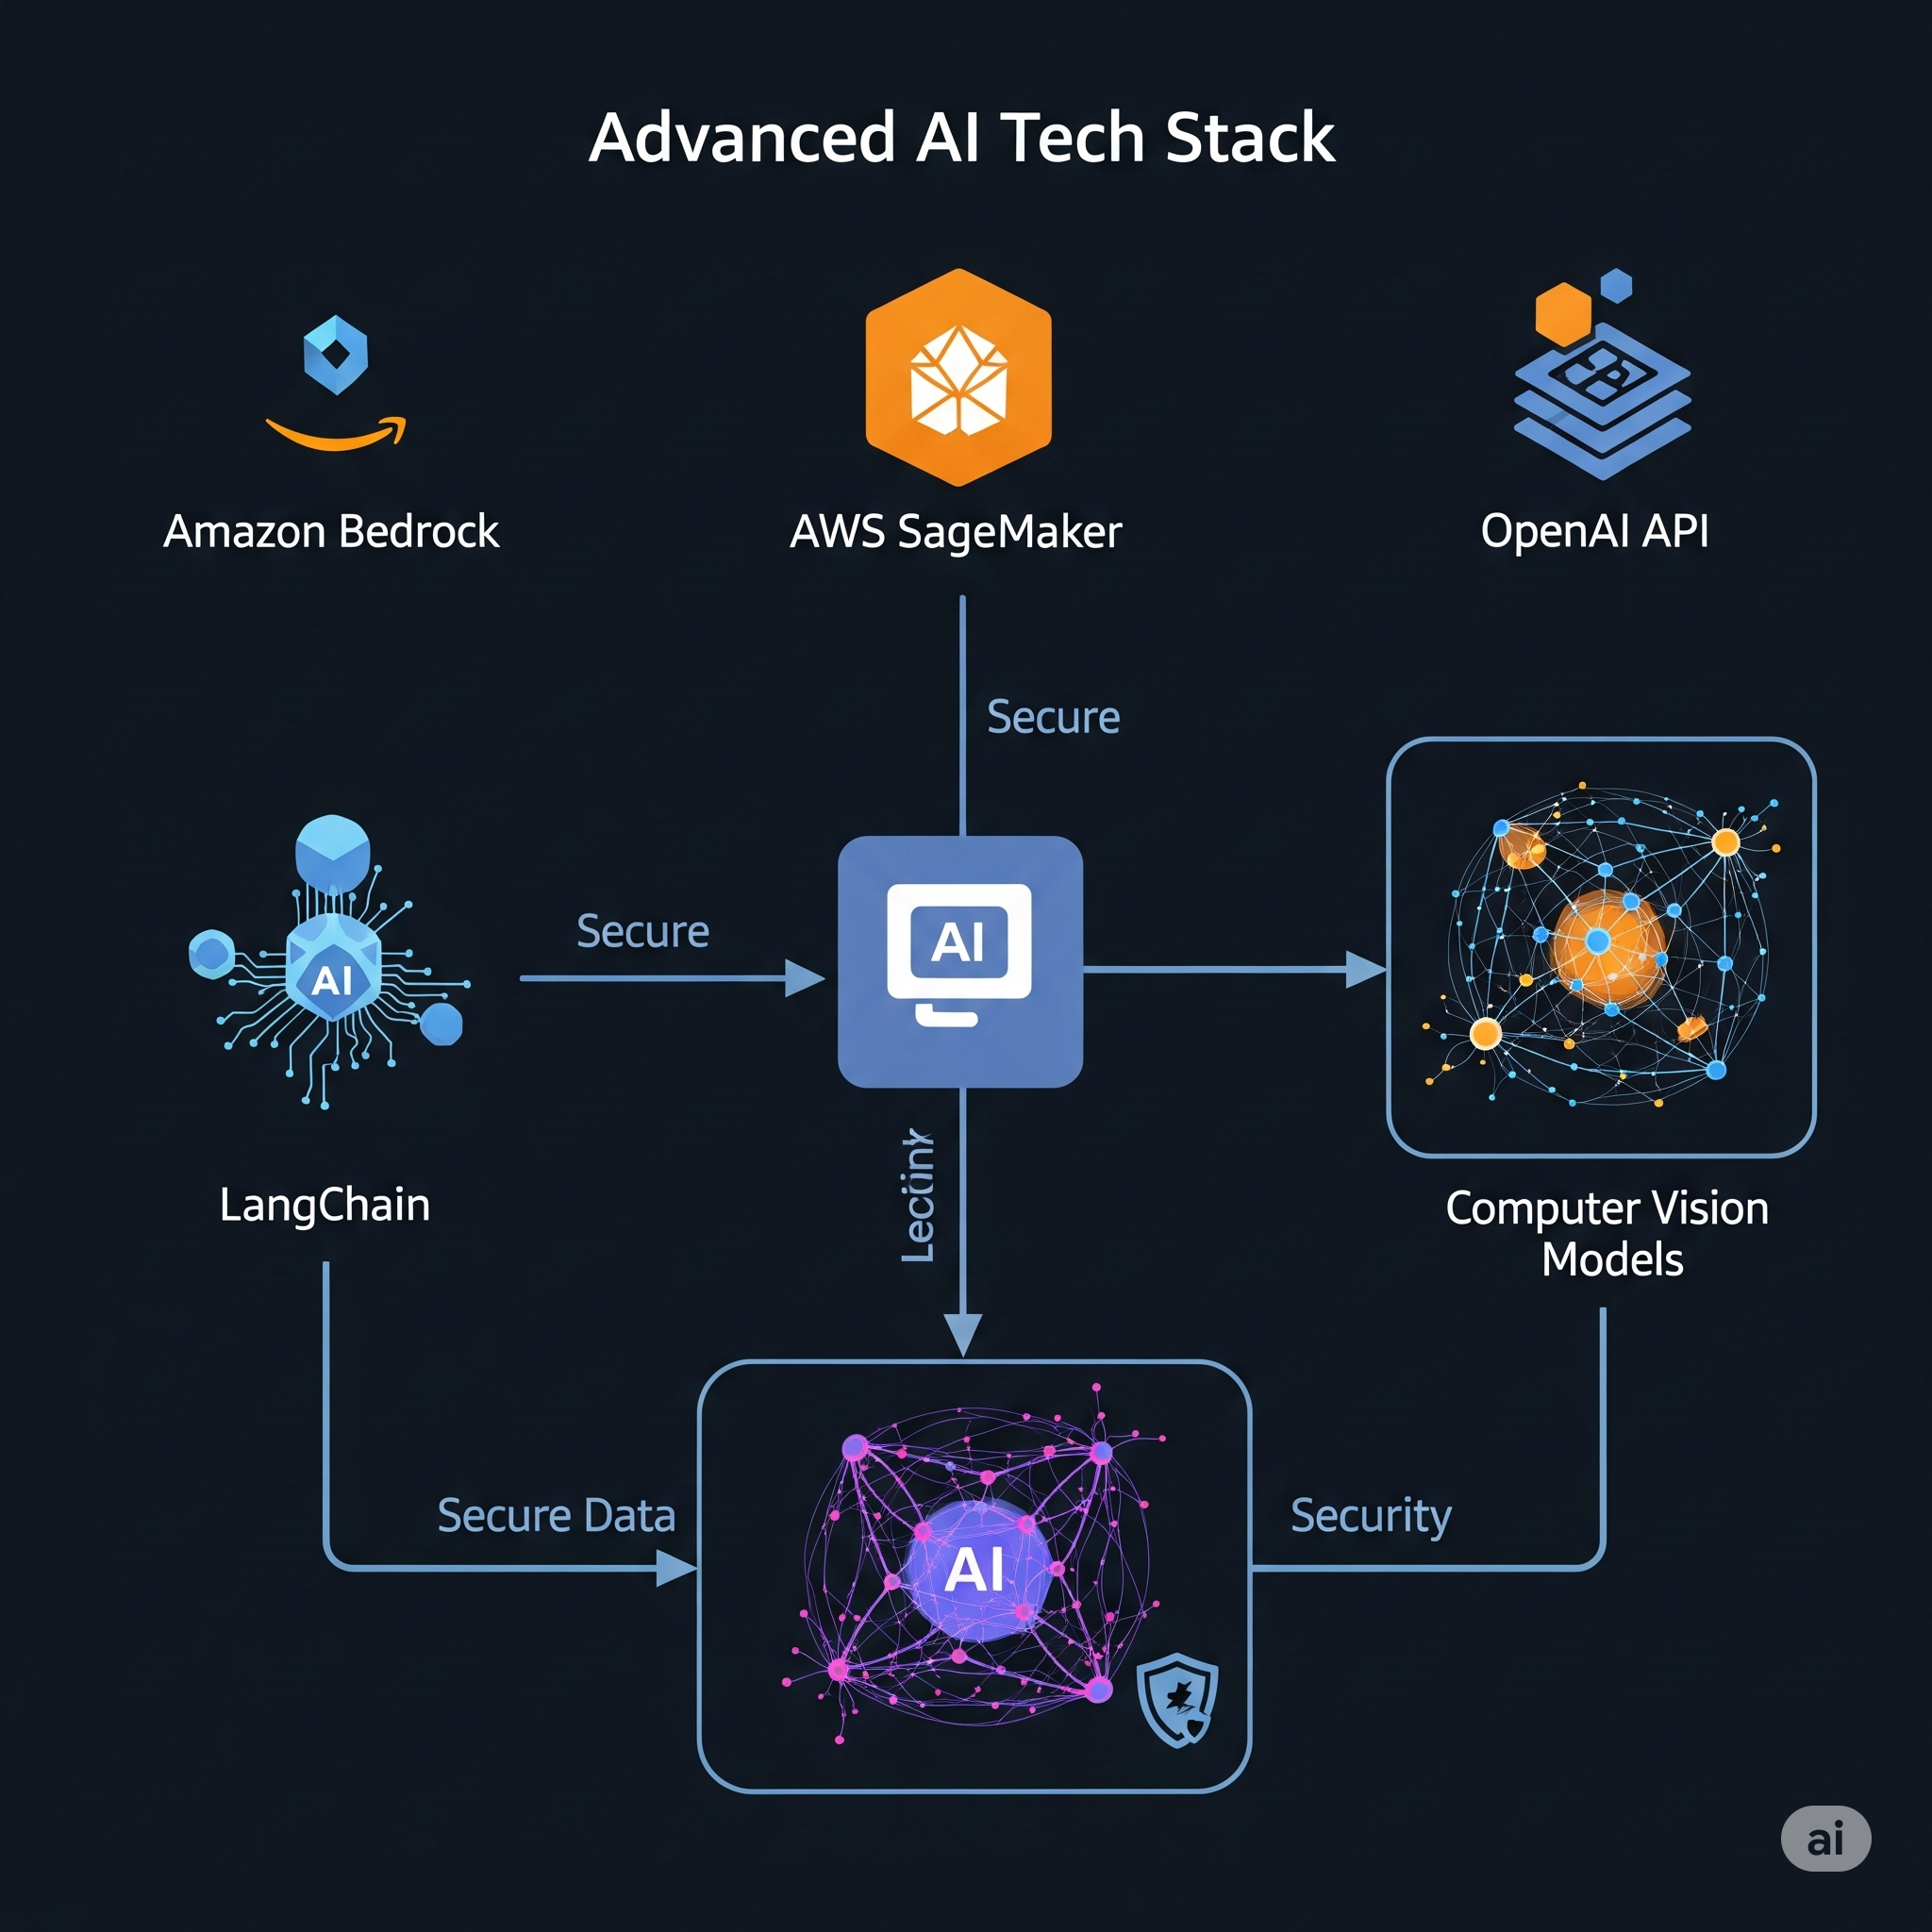 Advanced AI Tech Stack
Amazon Bedrock
AWS SageMaker
OpenAI API
Secure
AI
Secure
AI
LangChain
Computer Vision
Models
Secure Data
AI
Security
ai